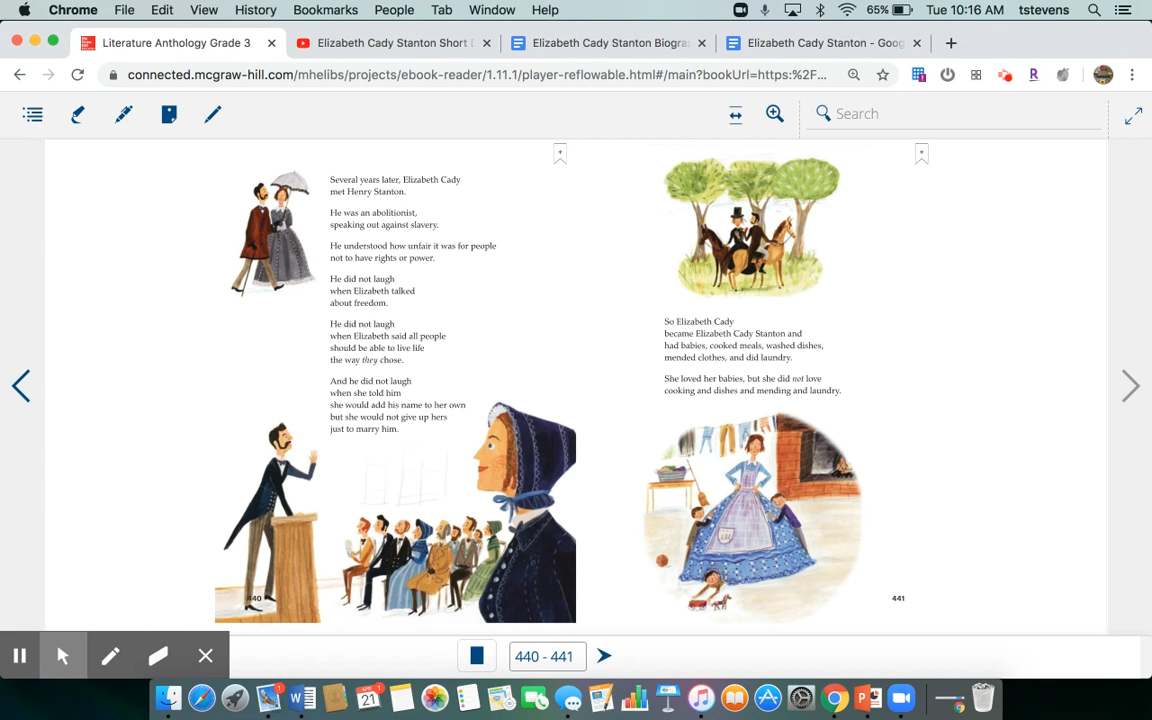 Chrome File Edit View History Bookmarks People Tab Window Help 65% Tue 10:16 AM tstevens
Literature Anthology Grade 3 Elizabeth Cady Stanton Short Elizabeth Cady Stanton Biogra Elizabeth Cady Stanton - Goog
connected.mcgraw-hill.com/mhelibs/projects/ebook-reader/1.11.1/player-reflowable.html#/main?bookUrl=https:%2F...
Search
Several years later, Elizabeth Cady
met Henry Stanton.
He was an abolitionist,
speaking out against slavery.
He understood how unfair it was for people
not to have rights or power.
He did not laugh
when Elizabeth talked
about freedom.
He did not laugh
when Elizabeth said all people
should be able to live life
the way they chose.
And he did not laugh
when she told him
she would add his name to her own
but she would not give up hers
just to marry him.
440
So Elizabeth Cady
became Elizabeth Cady Stanton and
had babies, cooked meals, washed dishes,
mended clothes, and did laundry.
She loved her babies, but she did not love
cooking and dishes and mending and laundry.
441
440 - 441